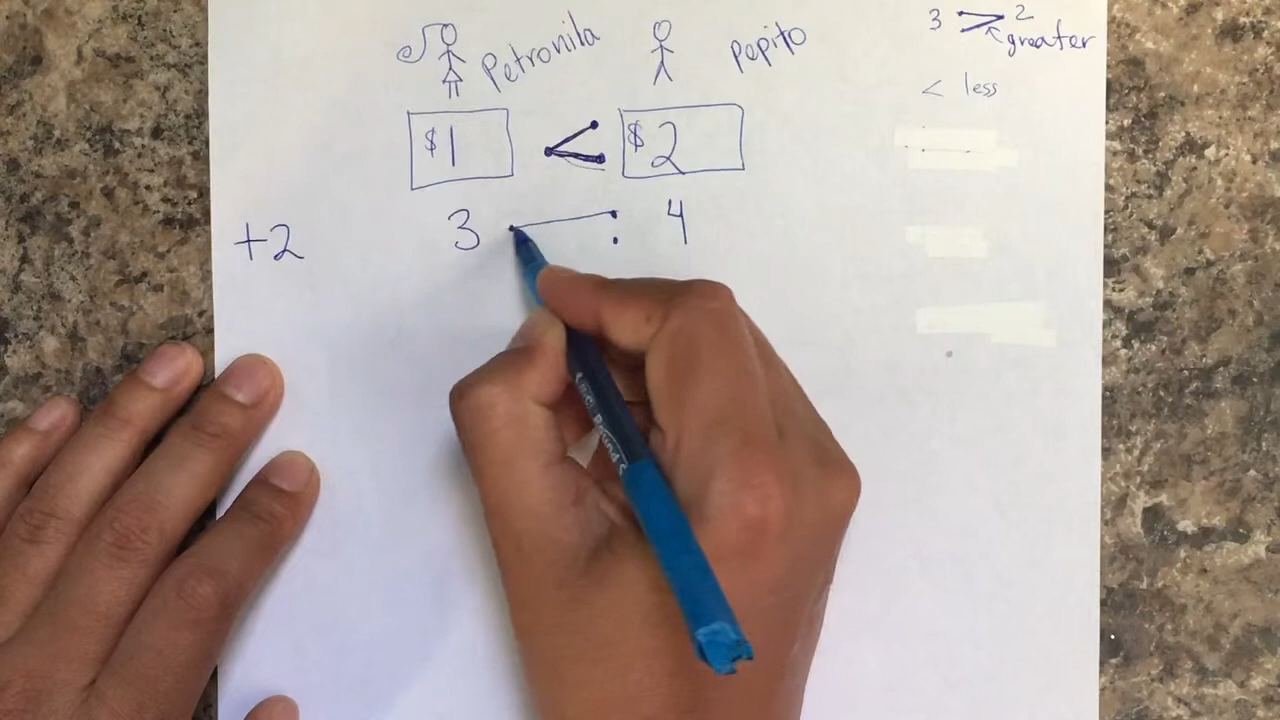 Petronila
Pepito
3 > 2
greater
< less
$1 < $2
+2 3 4